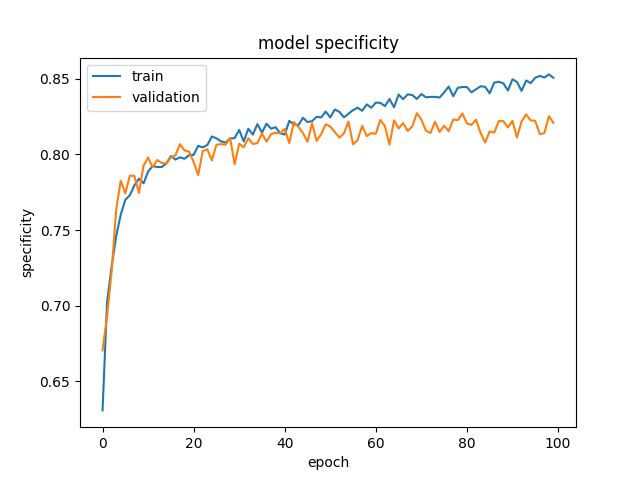 model specificity
train
validation
specificity
0.85
0.80
0.75
0.70
0.65
0 20 40 60 80 100
epoch